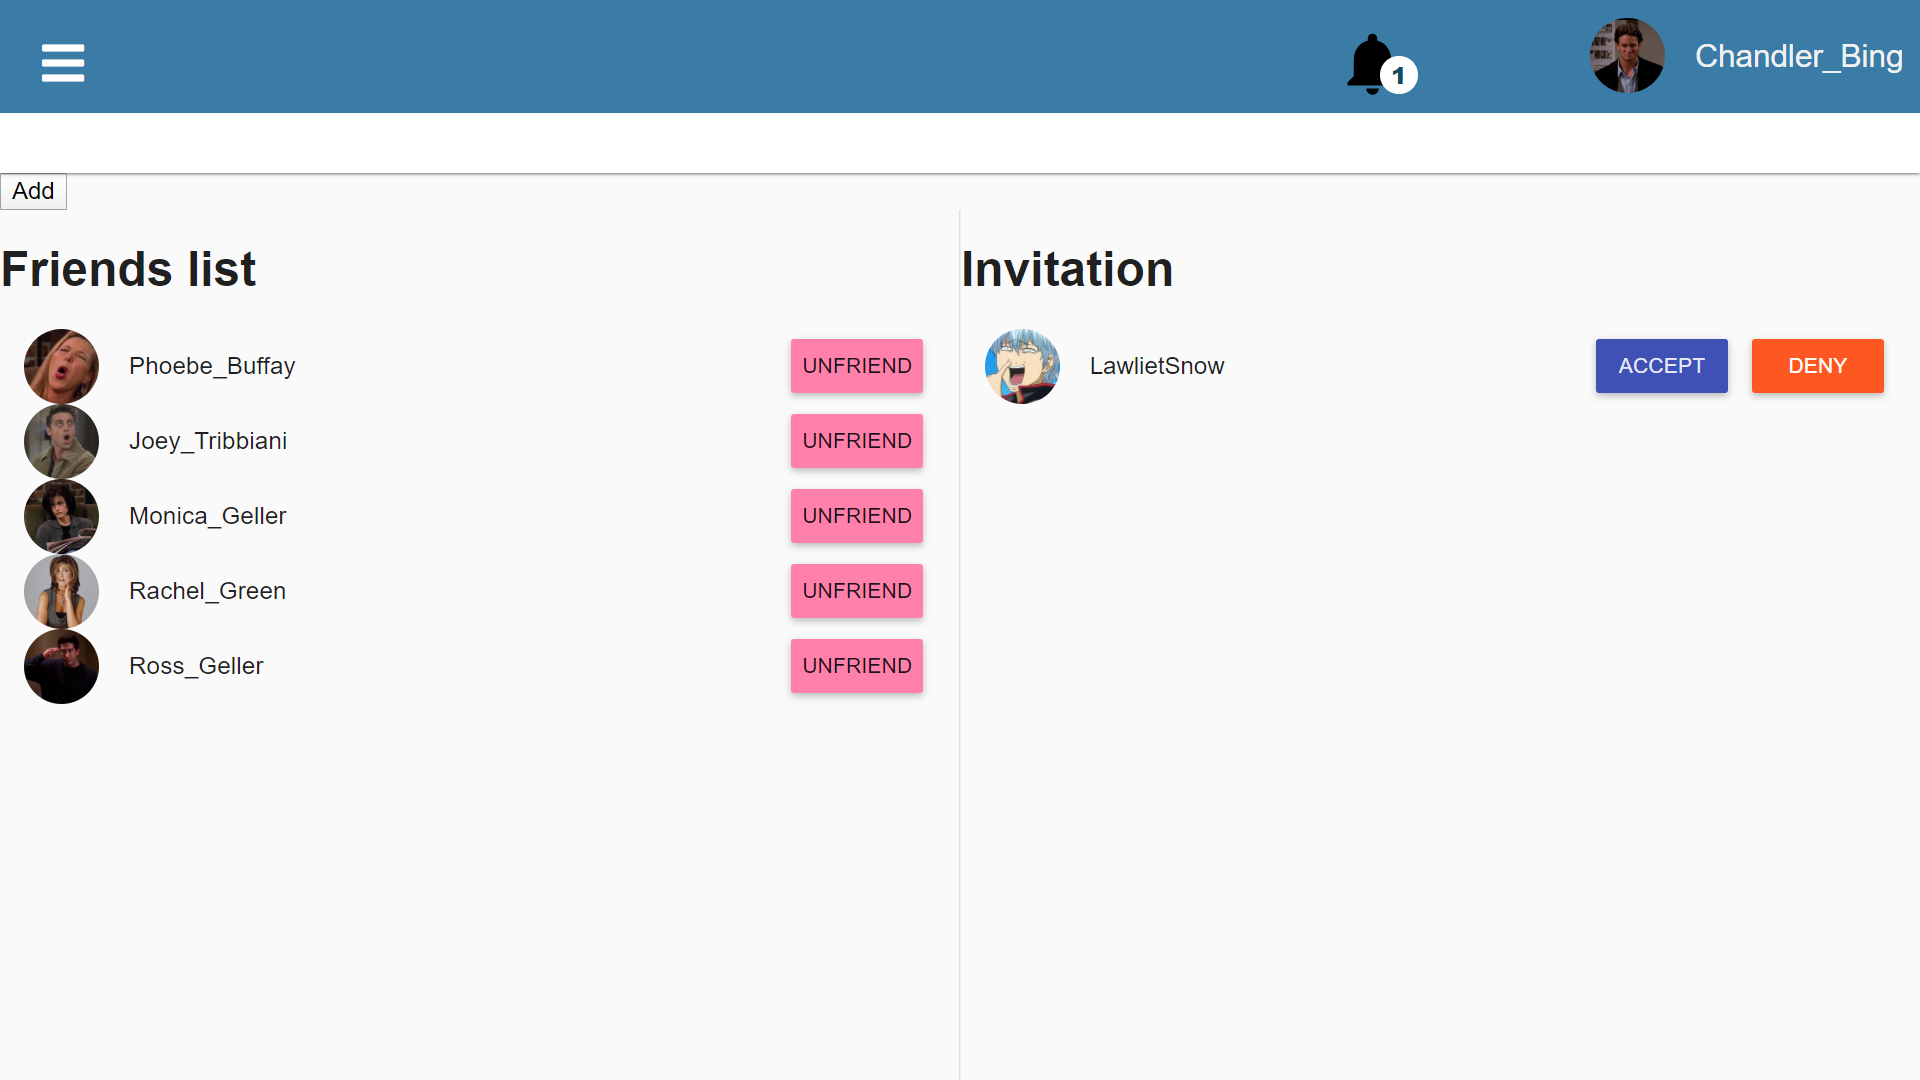 1
Chandler_Bing
Add
Friends list
Phoebe_Buffay
UNFRIEND
Joey_Tribbiani
UNFRIEND
Monica_Geller
UNFRIEND
Rachel_Green
UNFRIEND
Ross_Geller
UNFRIEND
Invitation
LawlietSnow
ACCEPT
DENY